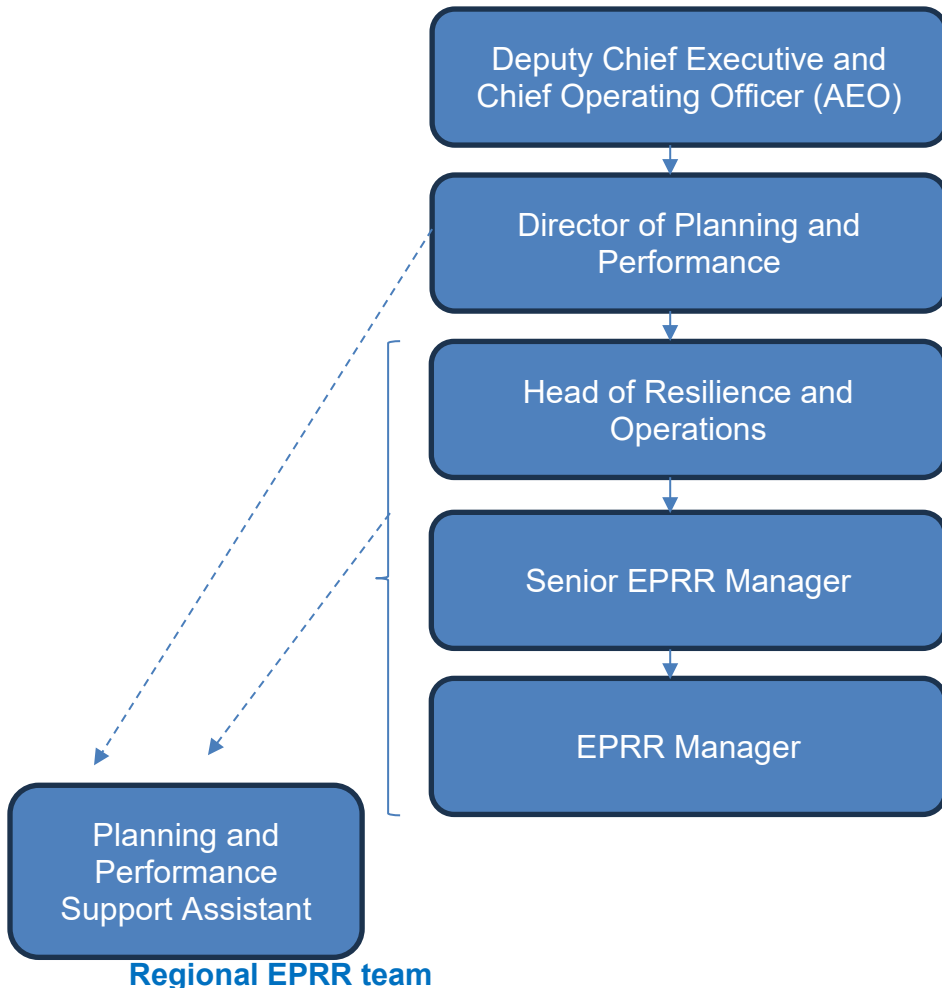 Deputy Chief Executive and
Chief Operating Officer (AEO)
Director of Planning and
Performance
Head of Resilience and
Operations
Senior EPRR Manager
EPRR Manager
Planning and
Performance
Support Assistant
Regional EPRR team